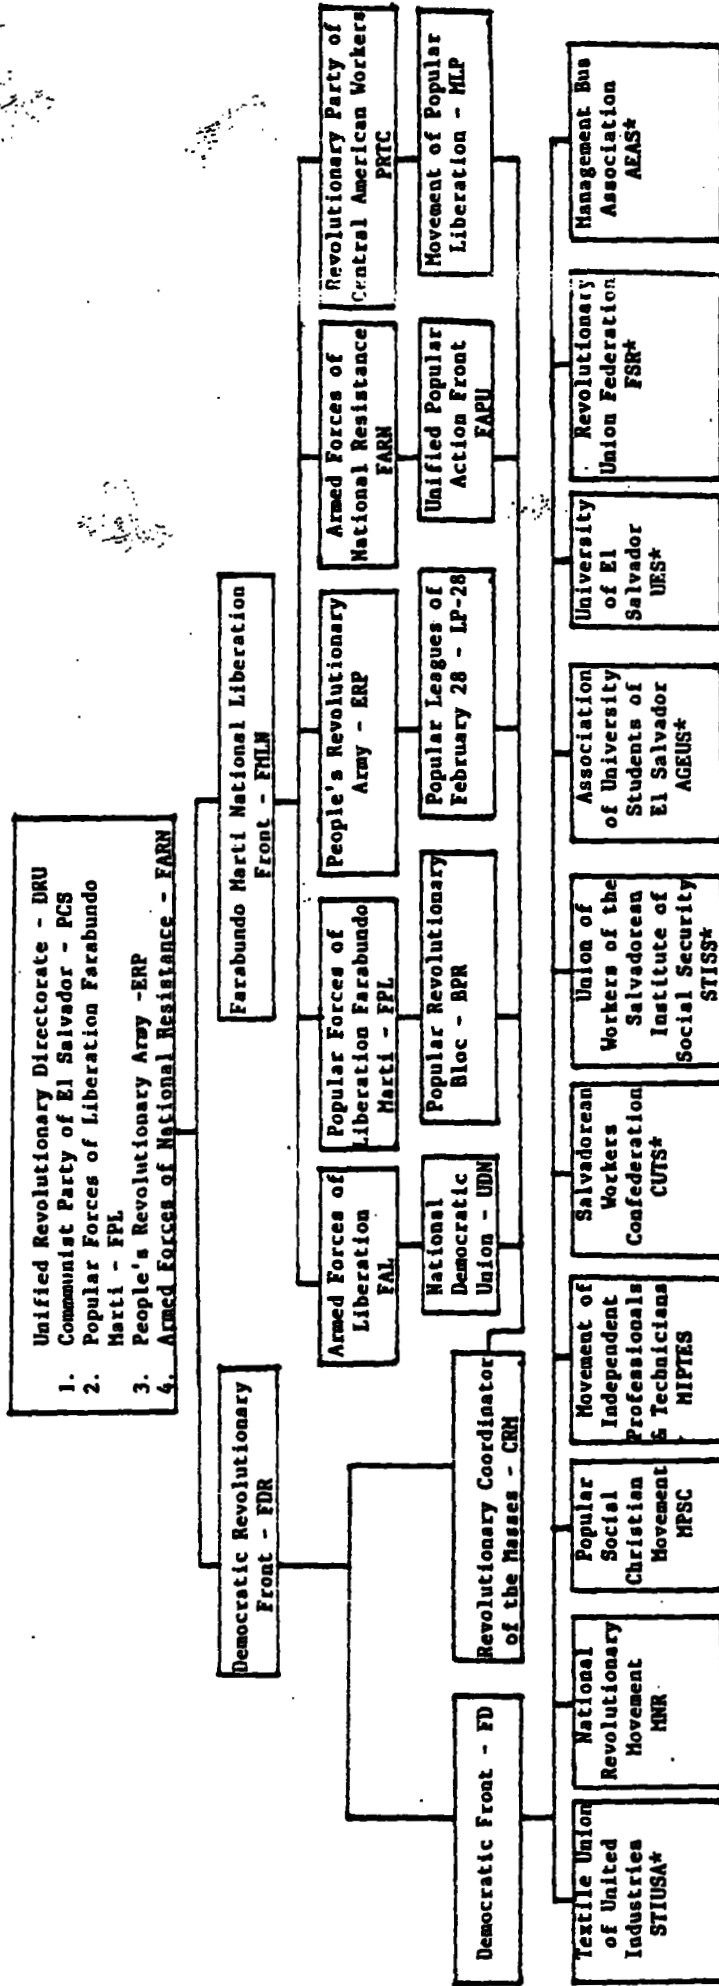 Unified Revolutionary Directorate - DRU
1. Communist Party of El Salvador - PCS
2. Popular Forces of Liberation Farabundo
Marti - FPL
3. People's Revolutionary Army -ERP
4. Armed Forces of National Resistance - FARN
Democratic Revolutionary
Front - FDR
Farabundo Marti National Liberation
Front - FMLN
Armed Forces of
Liberation
FAL
Popular Forces of
Liberation Farabundo
Marti - FPL
People's Revolutionary
Army - ERP
Armed Forces of
National Resistance
FARN
Revolutionary Party of
Central American Workers
PRTC
National
Democratic
Union - UDN
Popular Revolutionary
Bloc - BPR
Popular Leagues of
February 28 - LP-28
Unified Popular
Action Front
FAPU
Movement of Popular
Liberation - MLP
Democratic Front - FD
Revolutionary Coordinator
of the Masses - CRM
Textile Union
of United
Industries
STIUSA*
National
Revolutionary
Movement
MNR
Popular
Social
Christian
Movement
MPSC
Movement of
Independent
Professionals
& Technicians
MIPTES
Salvadorean
Workers
Confederation
CUTS*
Union of
Workers of the
Salvadorean
Institute of
Social Security
STISS*
Association
of University
Students of
El Salvador
AGEUS*
University
of El
Salvador
UES*
Revolutionary
Union Federation
FSR*
Management Bus
Association
AEAS*